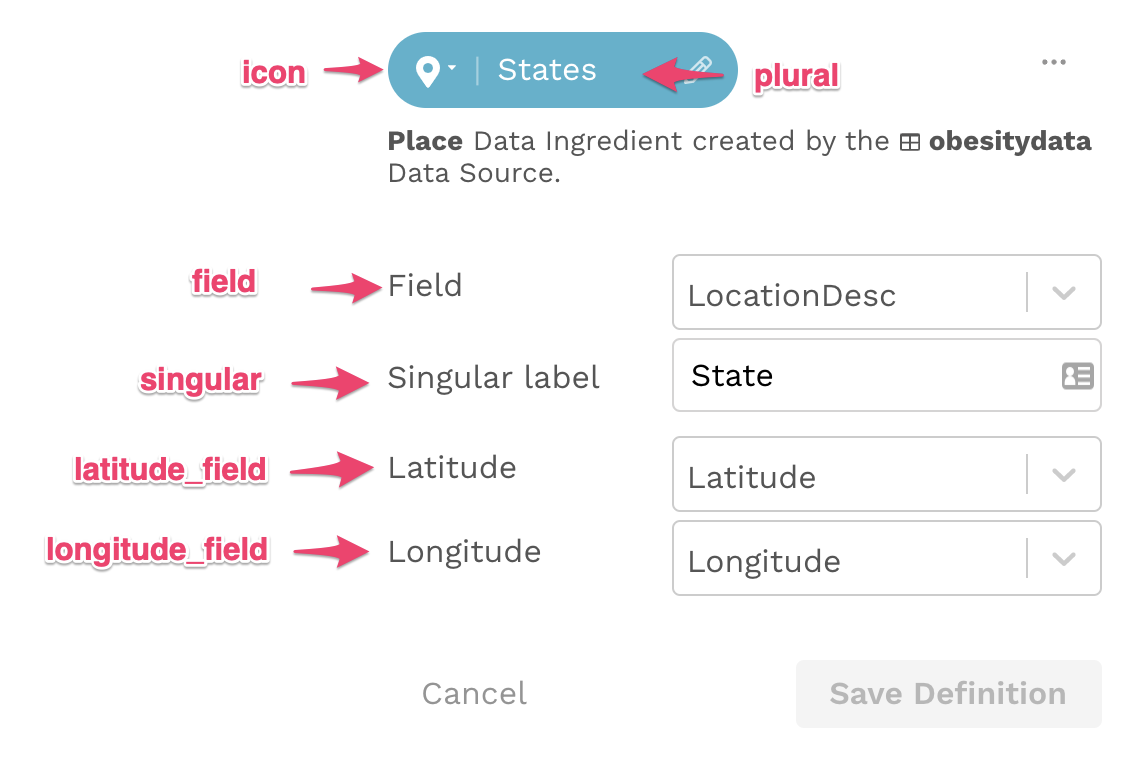 icon
States
plural
Place Data Ingredient created by the obesitydata
Data Source.
field
Field
LocationDesc
singular
Singular label
State
latitude_field
Latitude
Latitude
longitude_field
Longitude
Longitude
Cancel
Save Definition